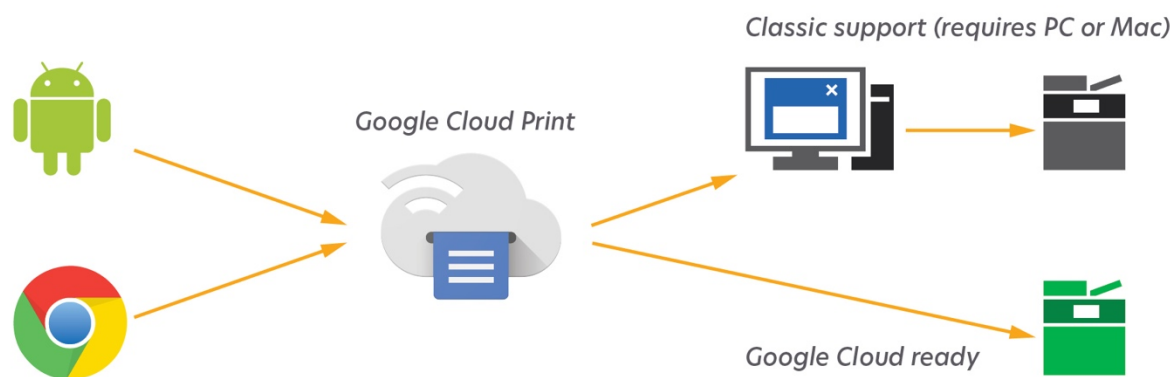 Classic support (requires PC or Mac)
Google Cloud Print
Google Cloud ready